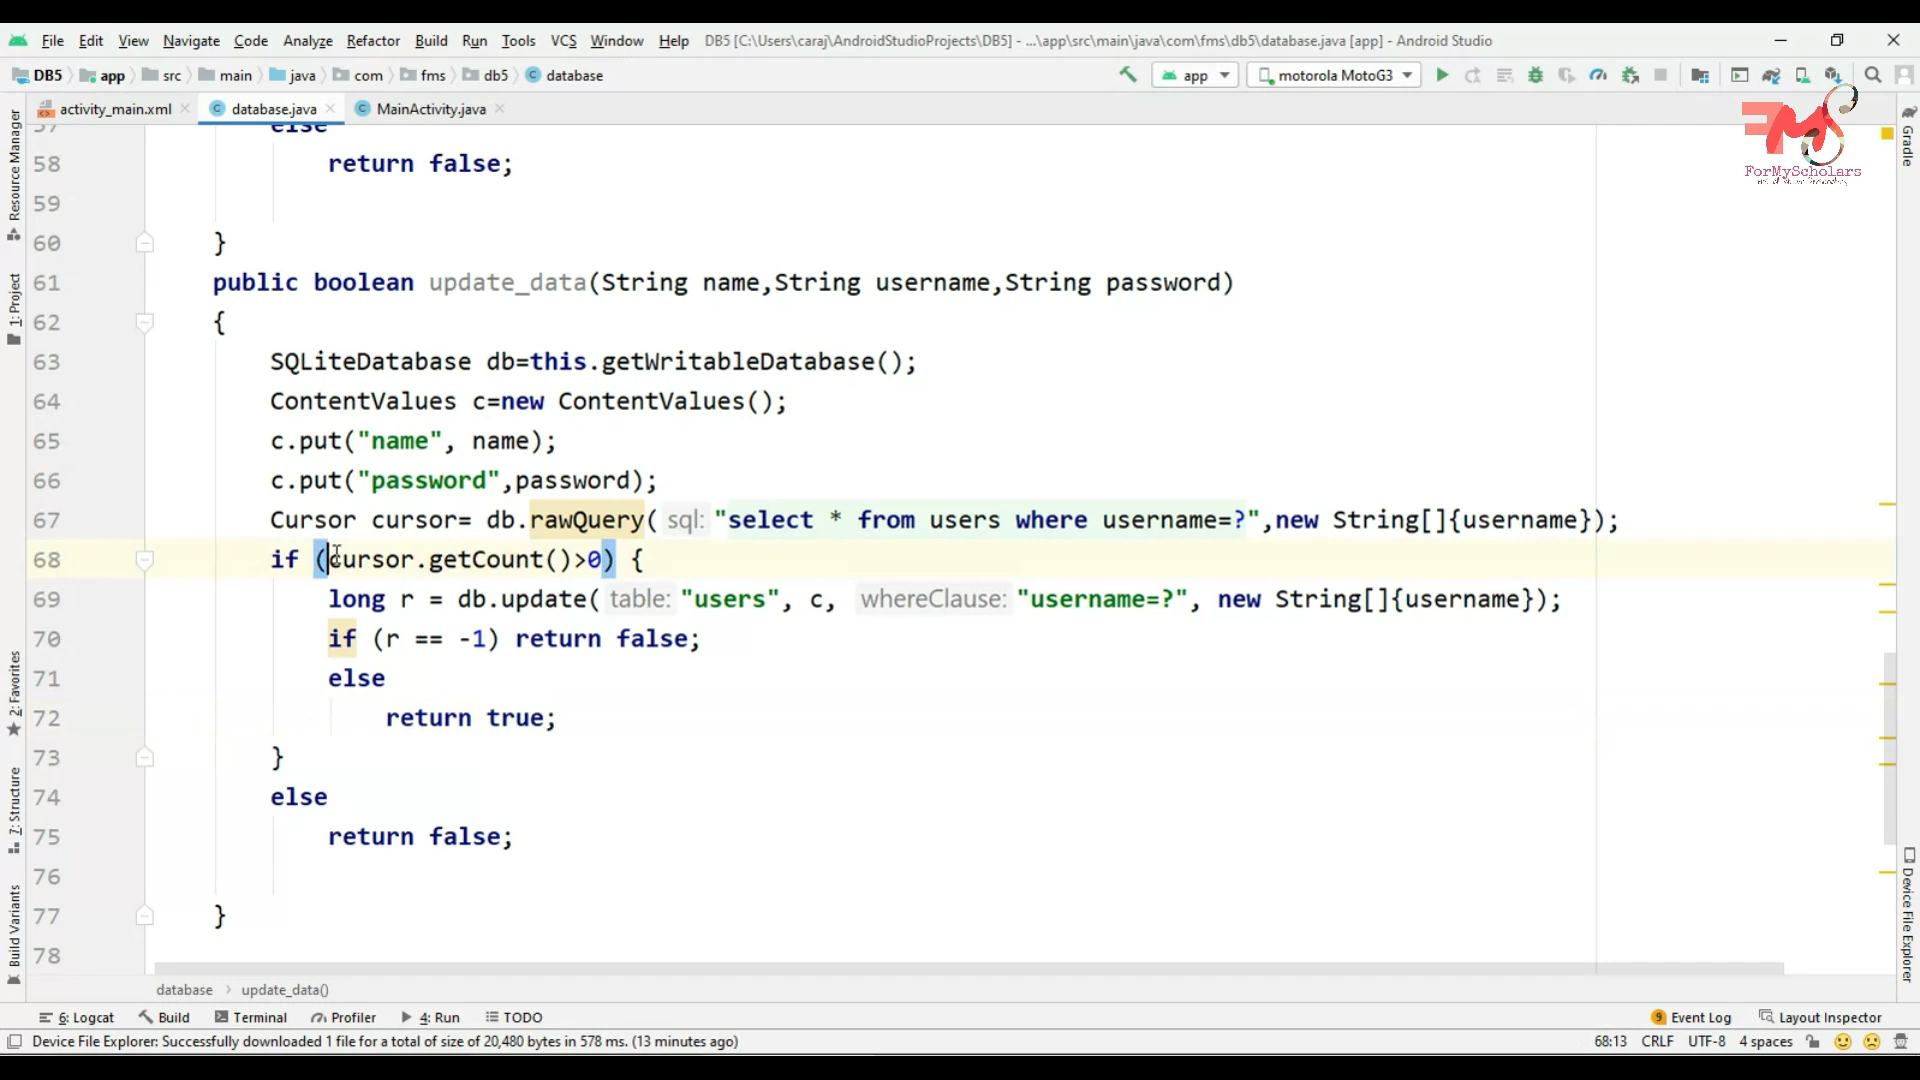 File Edit View Navigate Code Analyze Refactor Build Run Tools VCS Window Help DB5 [C:\Users\caraj\AndroidStudioProjects\DB5] - ...\app\src\main\java\com\fms\db5\database.java [app] - Android Studio
DB5 app src main java com fms db5 database app motorola MotoG3
activity_main.xml database.java MainActivity.java
FMS
ForMyScholars
57 else
58 return false;
59
60 }
61 public boolean update_data(String name,String username,String password)
62 {
63 SQLiteDatabase db=this.getWritableDatabase();
64 ContentValues c=new ContentValues();
65 c.put("name", name);
66 c.put("password",password);
67 Cursor cursor= db.rawQuery( sql: "select * from users where username=?",new String[]{username});
68 if (cursor.getCount()>0) {
69 long r = db.update( table: "users", c, whereClause: "username=?", new String[]{username});
70 if (r == -1) return false;
71 else
72 return true;
73 }
74 else
75 return false;
76
77 }
78
Resource Manager
1: Project
2: Favorites
7: Structure
Build Variants
Gradle
Device File Explorer
database > update_data()
6: Logcat Build Terminal Profiler 4: Run TODO 9 Event Log Layout Inspector
Device File Explorer: Successfully downloaded 1 file for a total of size of 20,480 bytes in 578 ms. (13 minutes ago) 68:13 CRLF UTF-8 4 spaces